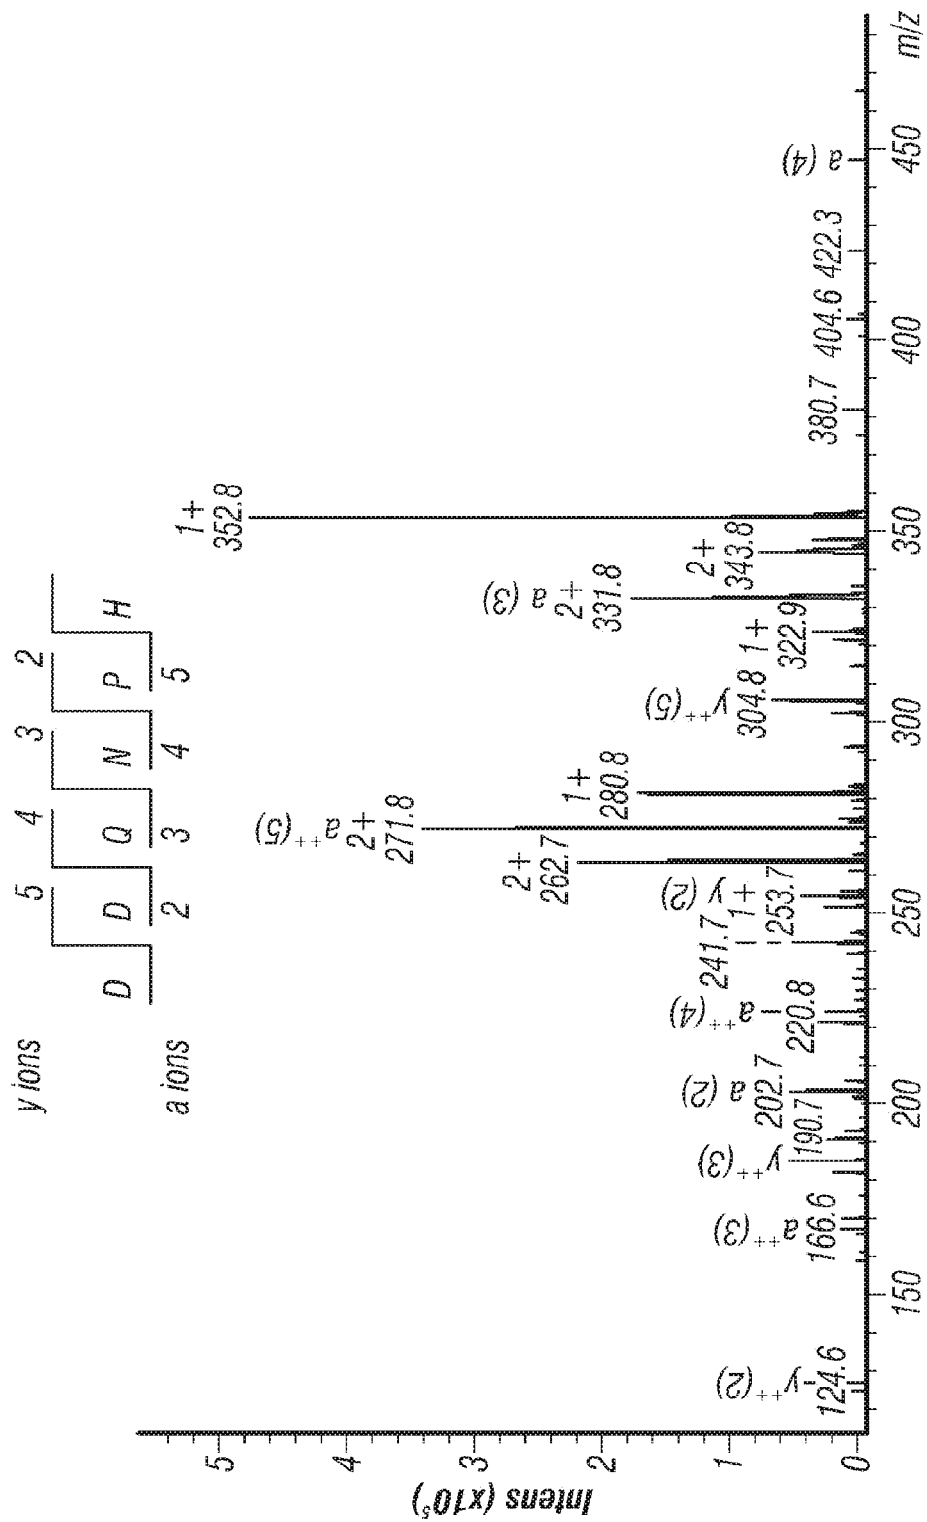 y ions
5 4 3 2
D D Q N P H
a ions
2 3 4 5
Intens (x10⁵)
5
4
3
2
1
0
y⁺⁺(2)
124.6
a⁺⁺(3)
166.6
y⁺⁺(3)
190.7
a (2)
202.7
a⁺⁺(4)
220.8
241.7
y (2)
1+
253.7
2+
262.7
a⁺⁺(5)
2+
271.8
1+
280.8
y⁺⁺(5)
304.8
1+
322.9
a (3)
2+
331.8
2+
343.8
1+
352.8
380.7
404.6
422.3
a (4)
150 200 250 300 350 400 450 m/z